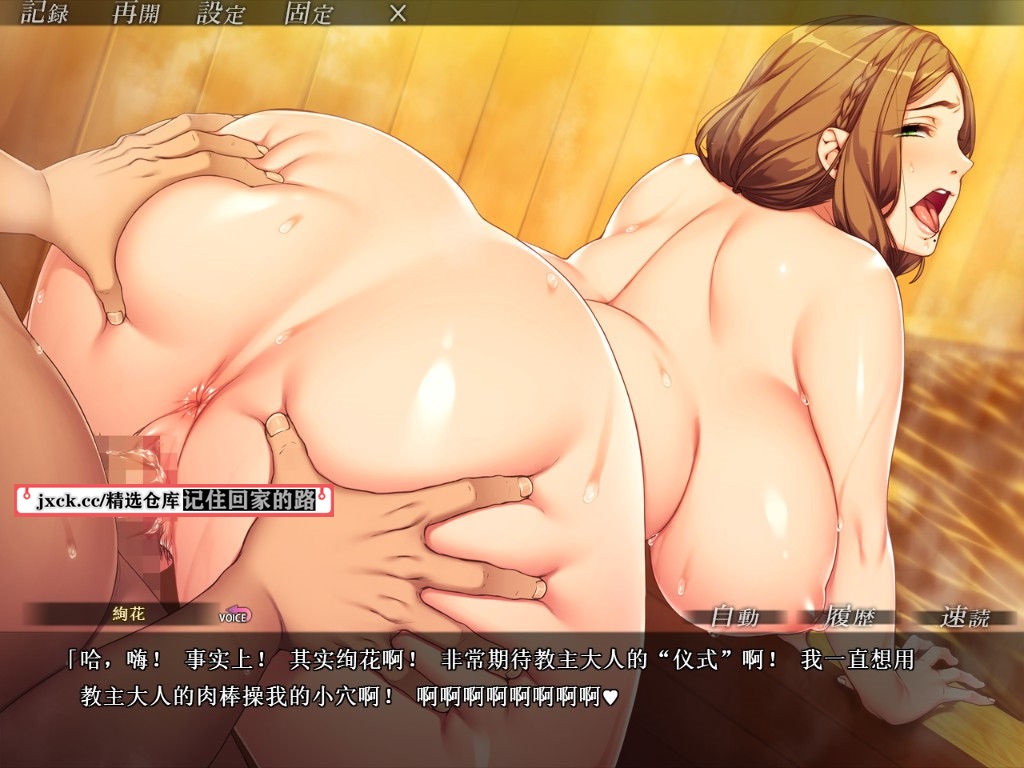 記録 再開 設定 固定 ×
jxck.cc/精选仓库记住回家的路
絢花 VOICE 自動 履歴 速読
「哈，嗨！ 事实上！ 其实绚花啊！ 非常期待教主大人的“仪式”啊！ 我一直想用
教主大人的肉棒操我的小穴啊！ 啊啊啊啊啊啊啊啊♥